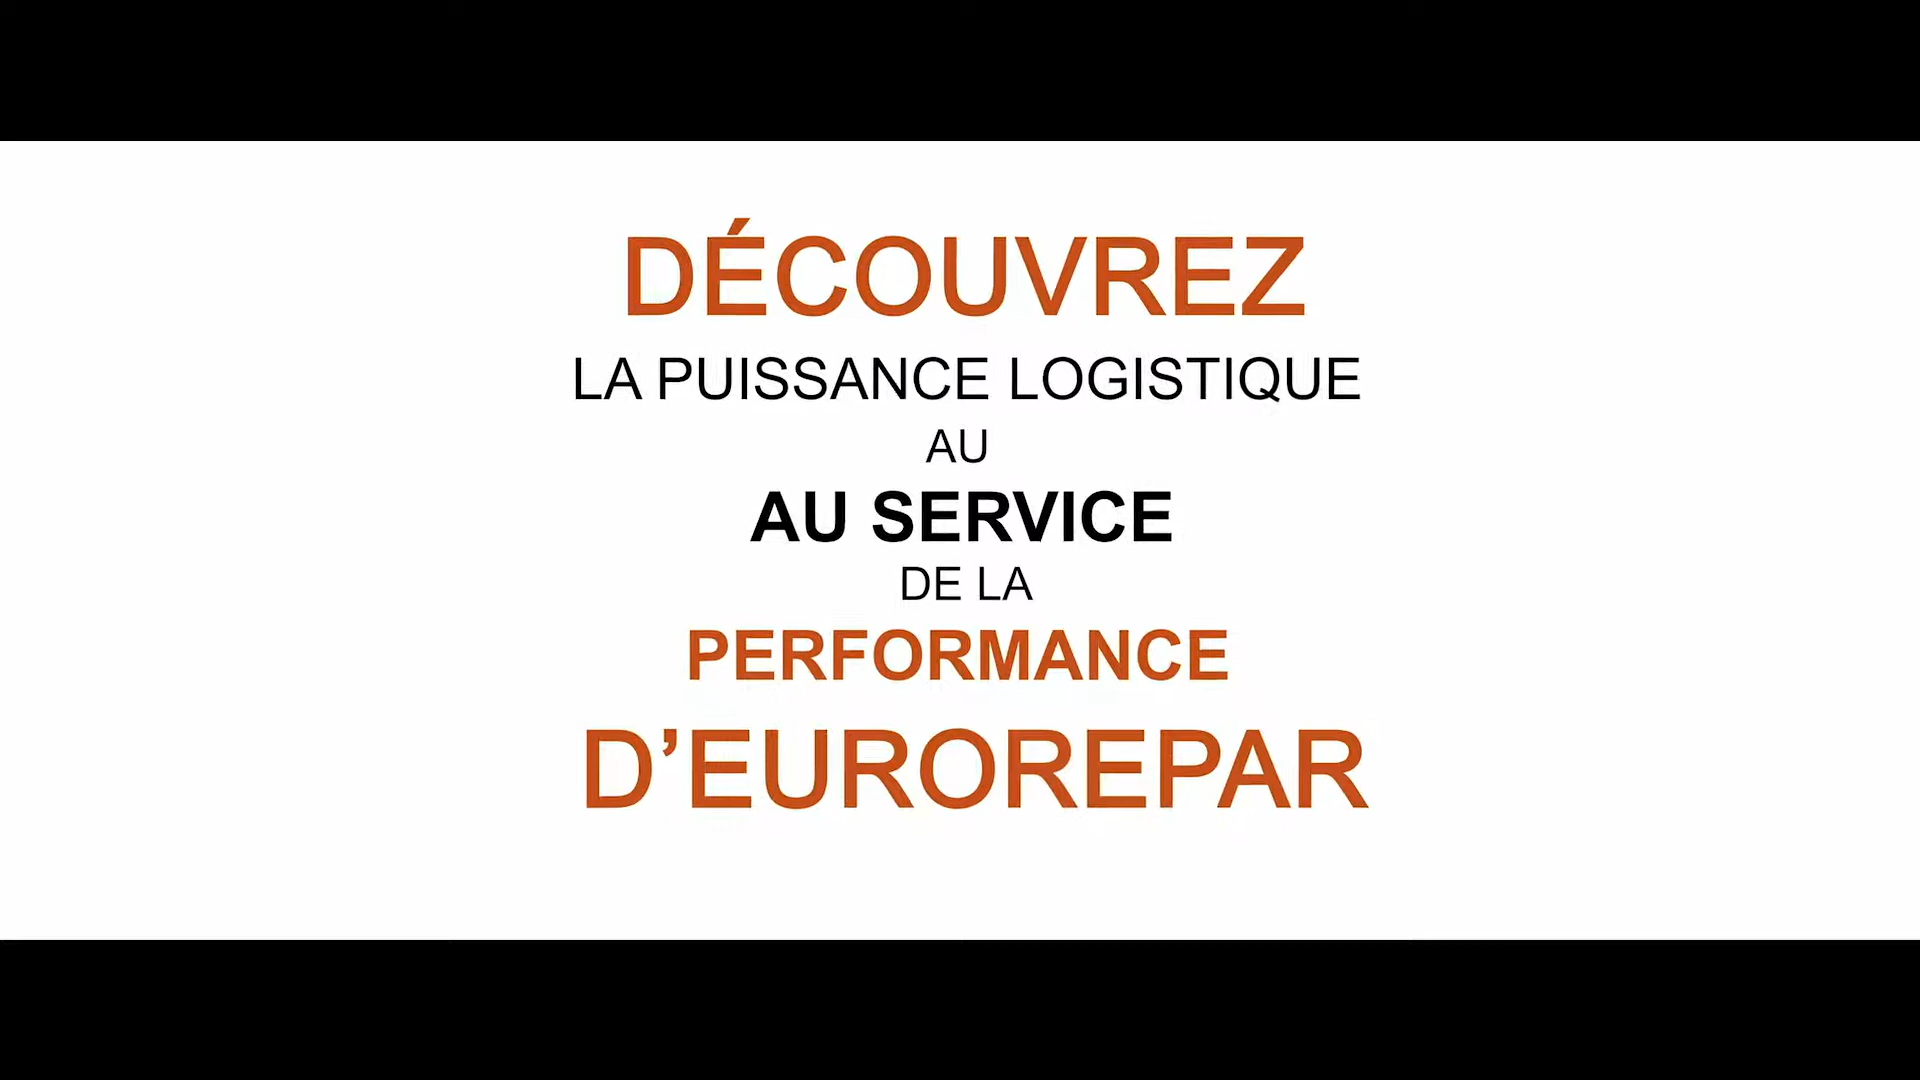 DÉCOUVREZ
LA PUISSANCE LOGISTIQUE
AU
AU SERVICE
DE LA
PERFORMANCE
D’EUROREPAR